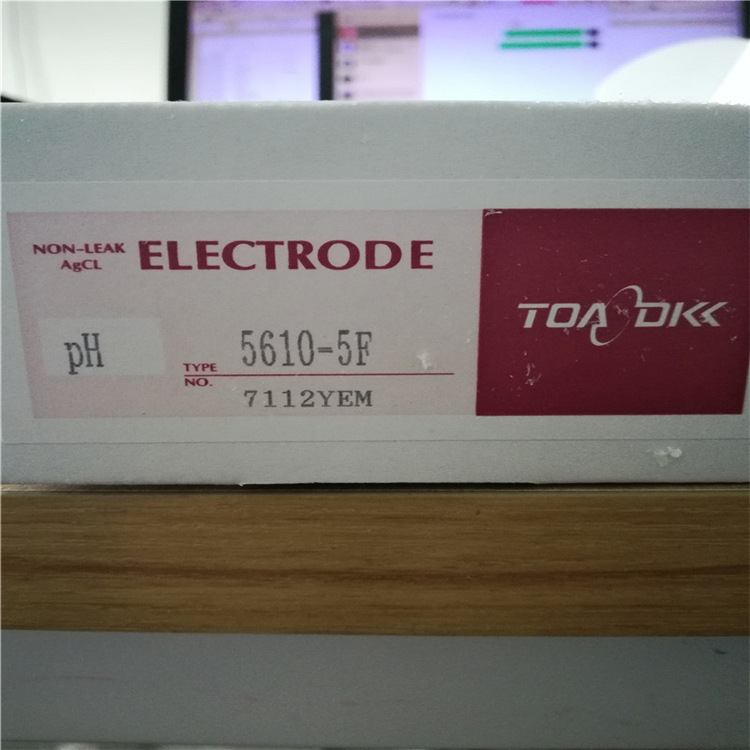 NON-LEAK
AgCL
ELECTRODE
TOA DKK
pH
TYPE 5610-5F
NO. 7112YEM